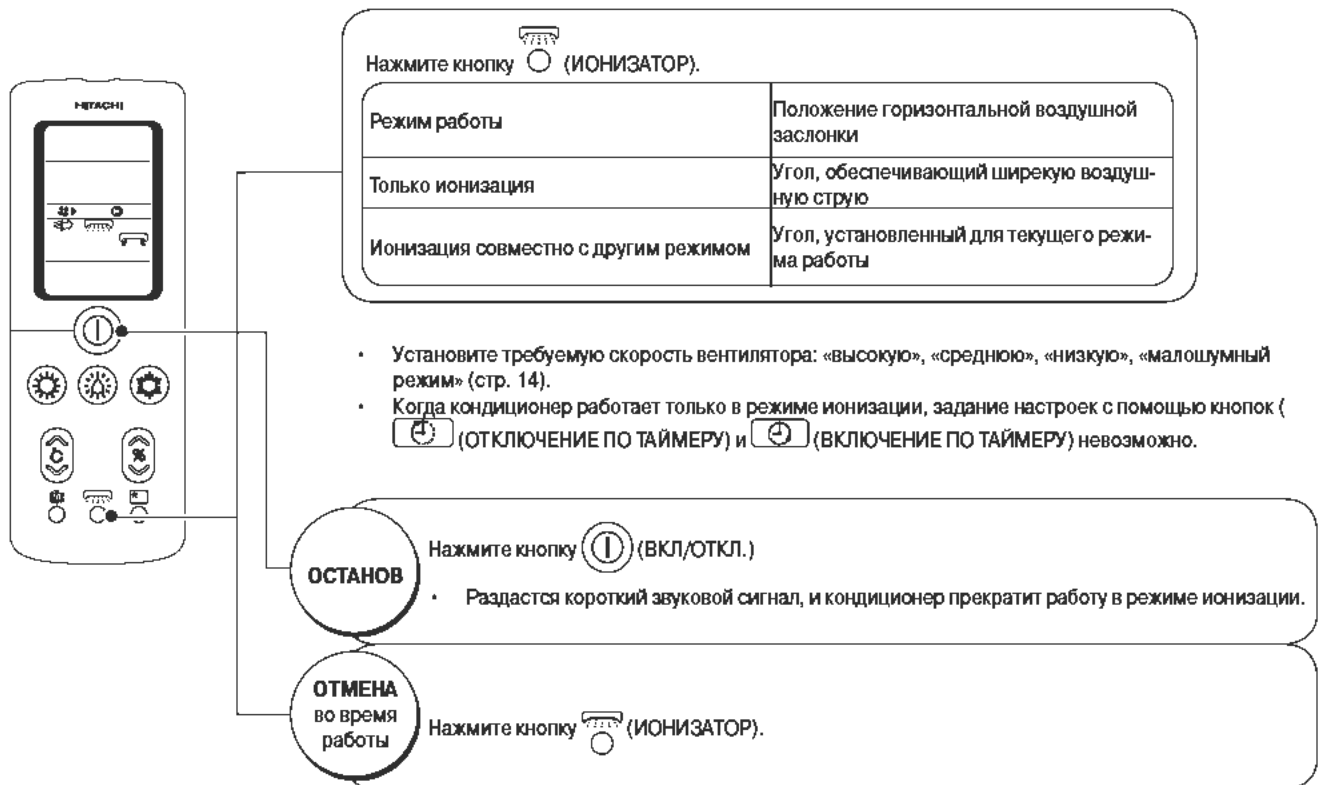 HITACHI
Нажмите кнопку (ИОНИЗАТОР).
Режим работы
Положение горизонтальной воздушной
заслонки
Только ионизация
Угол, обеспечивающий ширекую воздуш-
ную струю
Ионизация совместно с другим режимом
Угол, установленный для текущего режи-
ма работы
• Установите требуемую скорость вентилятора: «высокую», «среднюю», «низкую», «малошумный
режим» (стр. 14).
• Когда кондиционер работает только в режиме ионизации, задание настроек с помощью кнопок (
(ОТКЛЮЧЕНИЕ ПО ТАЙМЕРУ) и (ВКЛЮЧЕНИЕ ПО ТАЙМЕРУ) невозможно.
%
ОСТАНОВ
Нажмите кнопку (ВКЛ/ОТКЛ.)
• Раздастся короткий звуковой сигнал, и кондиционер прекратит работу в режиме ионизации.
ОТМЕНА
во время
работы
Нажмите кнопку (ИОНИЗАТОР).